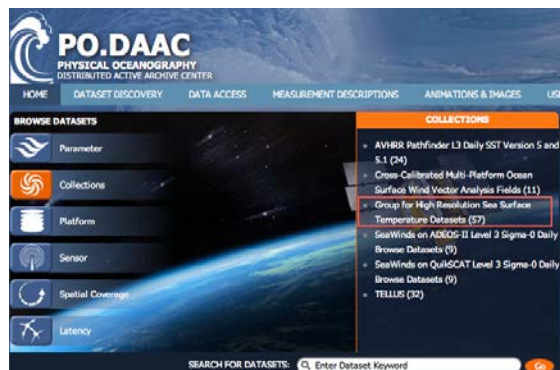 PO.DAAC
PHYSICAL OCEANOGRAPHY
DISTRIBUTED ACTIVE ARCHIVE CENTER
HOME DATASET DISCOVERY DATA ACCESS MEASUREMENT DESCRIPTIONS ANIMATIONS & IMAGES US
BROWSE DATASETS
Parameter
Collections
Platform
Sensor
Spatial Coverage
Latency
COLLECTIONS
AVHRR Pathfinder L3 Daily SST Version 5 and
5.1 (24)
Cross-Calibrated Multi-Platform Ocean
Surface Wind Vector Analysis Fields (11)
Group for High Resolution Sea Surface
Temperature Datasets (57)
SeaWinds on ADEOS-II Level 3 Sigma-0 Daily
Browse Datasets (9)
SeaWinds on QuikSCAT Level 3 Sigma-0 Daily
Browse Datasets (9)
TELLUS (32)
SEARCH FOR DATASETS: Enter Dataset Keyword Go